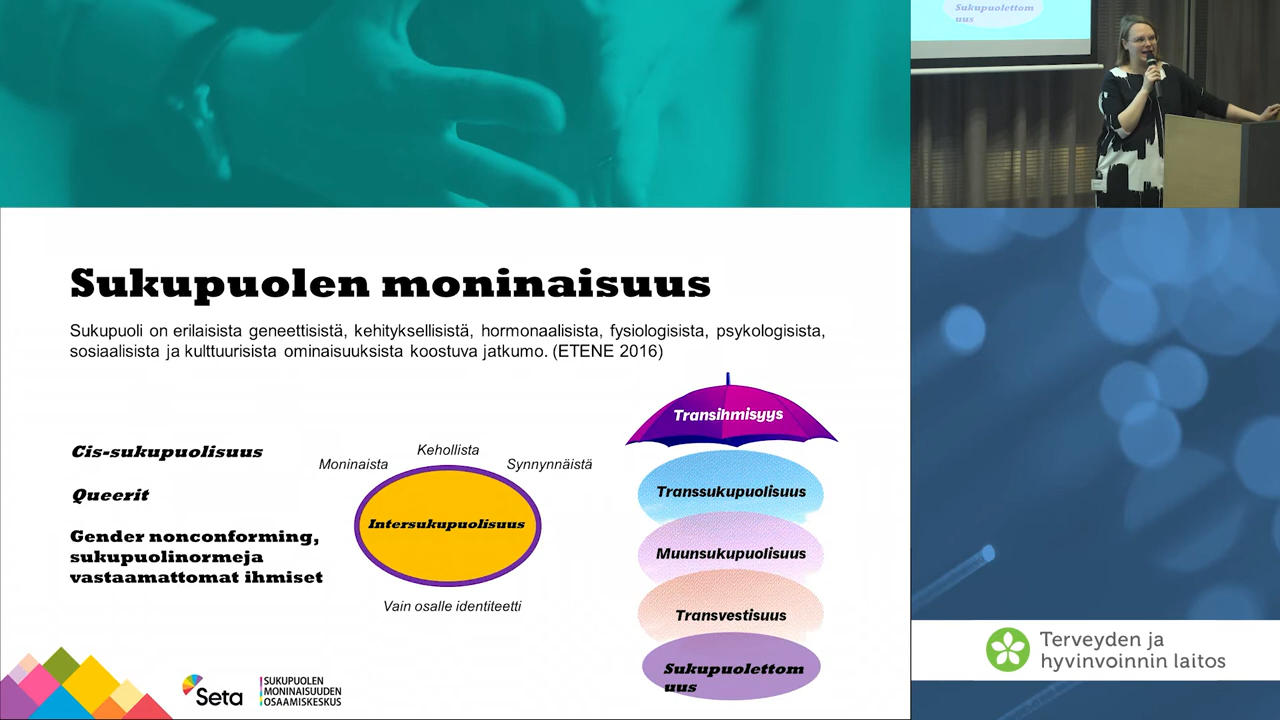 Sukupuolettom
uus
Sukupuolen moninaisuus
Sukupuoli on erilaisista geneettisistä, kehityksellisistä, hormonaalisista, fysiologisista, psykologisista,
sosiaalisista ja kulttuurisista ominaisuuksista koostuva jatkumo. (ETENE 2016)
Cis-sukupuolisuus
Queerit
Gender nonconforming,
sukupuolinormeja
vastaamattomat ihmiset
Kehollista
Moninaista
Synnynnäistä
Intersukupuolisuus
Vain osalle identiteetti
Transihmisyys
Transsukupuolisuus
Muunsukupuolisuus
Transvestisuus
Sukupuolettom
uus
Seta
SUKUPUOLEN
MONINAISUUDEN
OSAAMISKESKUS
Terveyden ja
hyvinvoinnin laitos